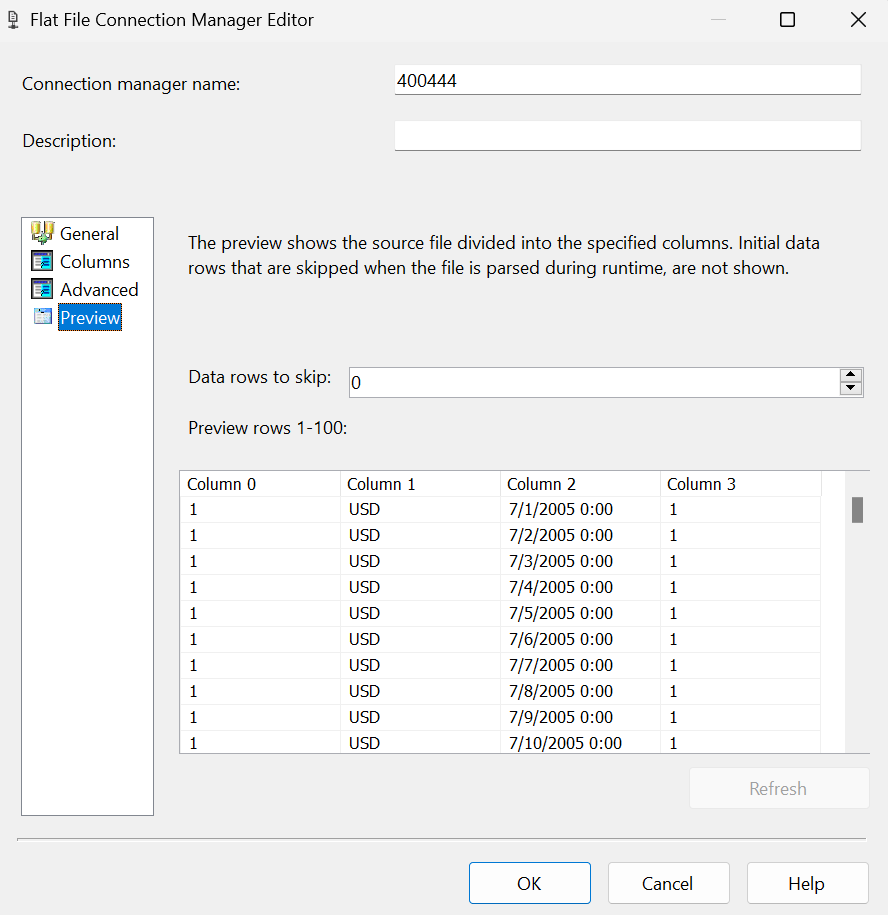 Flat File Connection Manager Editor
Connection manager name: 400444
Description:
General
Columns
Advanced
Preview
The preview shows the source file divided into the specified columns. Initial data
rows that are skipped when the file is parsed during runtime, are not shown.
Data rows to skip: 0
Preview rows 1-100:
Column 0 Column 1 Column 2 Column 3
1 USD 7/1/2005 0:00 1
1 USD 7/2/2005 0:00 1
1 USD 7/3/2005 0:00 1
1 USD 7/4/2005 0:00 1
1 USD 7/5/2005 0:00 1
1 USD 7/6/2005 0:00 1
1 USD 7/7/2005 0:00 1
1 USD 7/8/2005 0:00 1
1 USD 7/9/2005 0:00 1
1 USD 7/10/2005 0:00 1
Refresh
OK Cancel Help